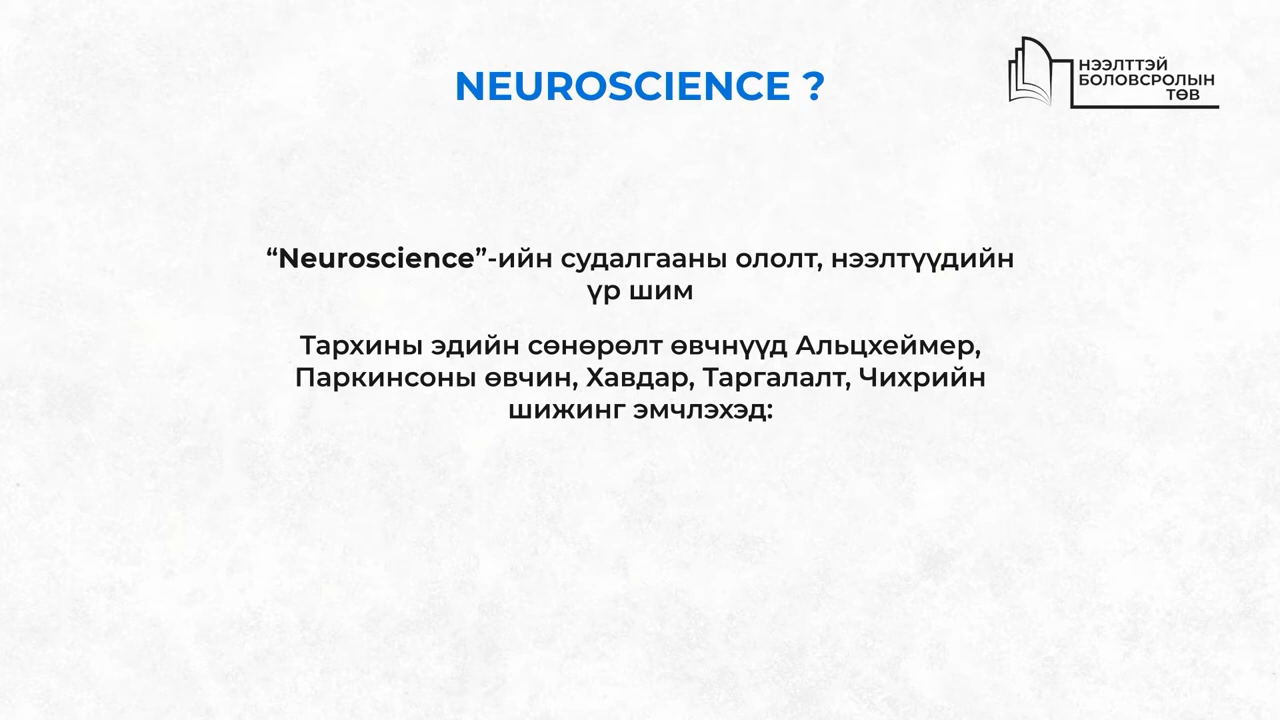 NEUROSCIENCE ?
НЭЭЛТТЭЙ
БОЛОВСРОЛЫН
ТӨВ
“Neuroscience”-ийн судалгааны ололт, нээлтүүдийн
үр шим
Тархины эдийн сөнөрөлт өвчнүүд Альцхеймер,
Паркинсоны өвчин, Хавдар, Таргалалт, Чихрийн
шижинг эмчлэхэд: